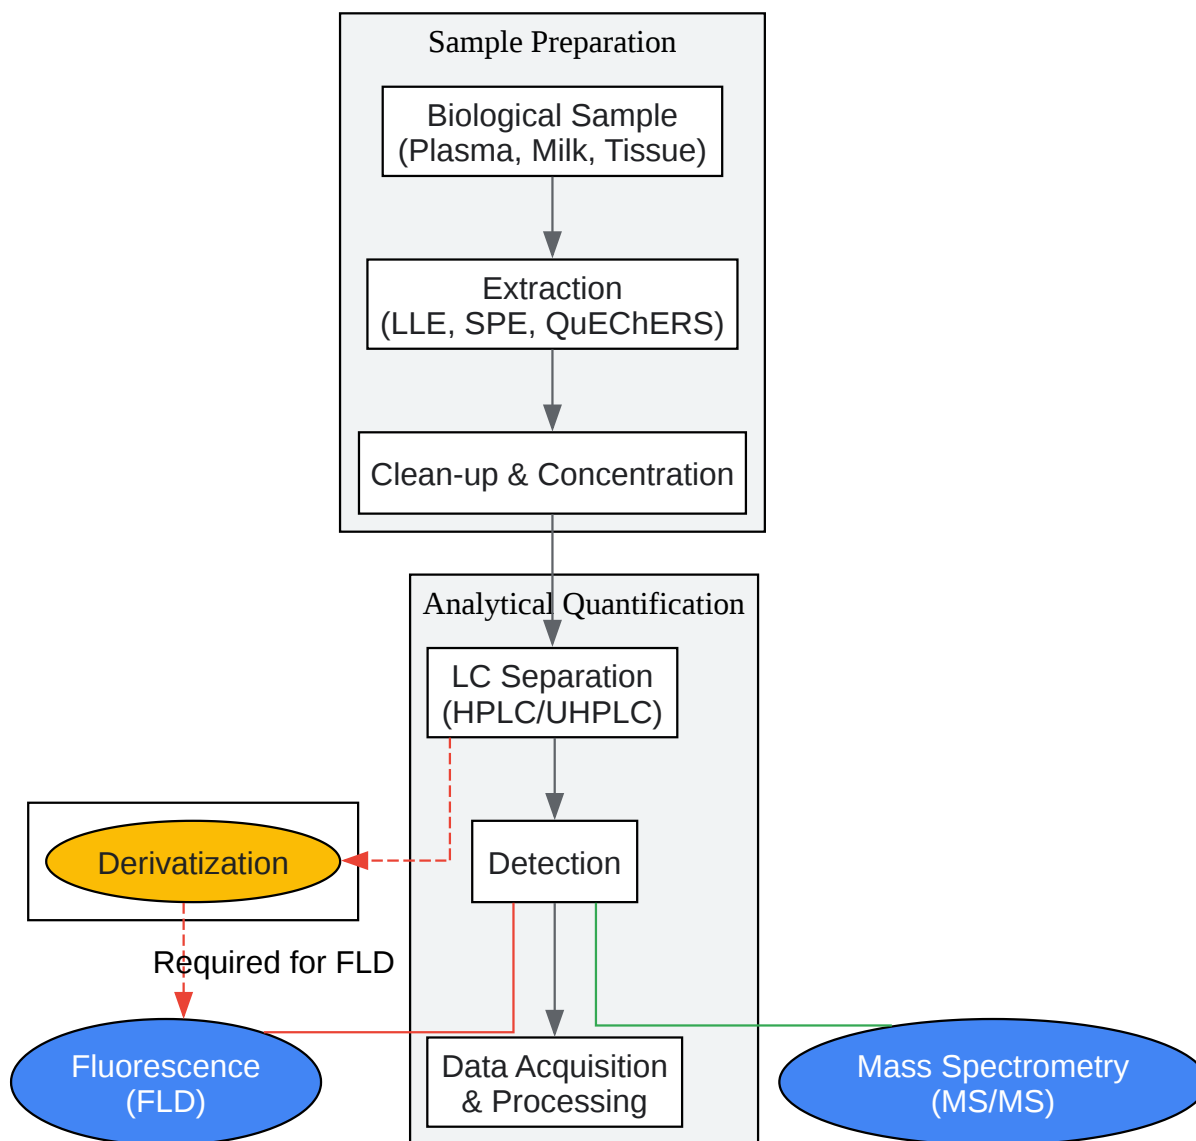 Sample Preparation
Biological Sample
(Plasma, Milk, Tissue)
Extraction
(LLE, SPE, QuEChERS)
Clean-up & Concentration
Analytical Quantification
LC Separation
(HPLC/UHPLC)
Derivatization
Detection
Required for FLD
Fluorescence
(FLD)
Data Acquisition
& Processing
Mass Spectrometry
(MS/MS)